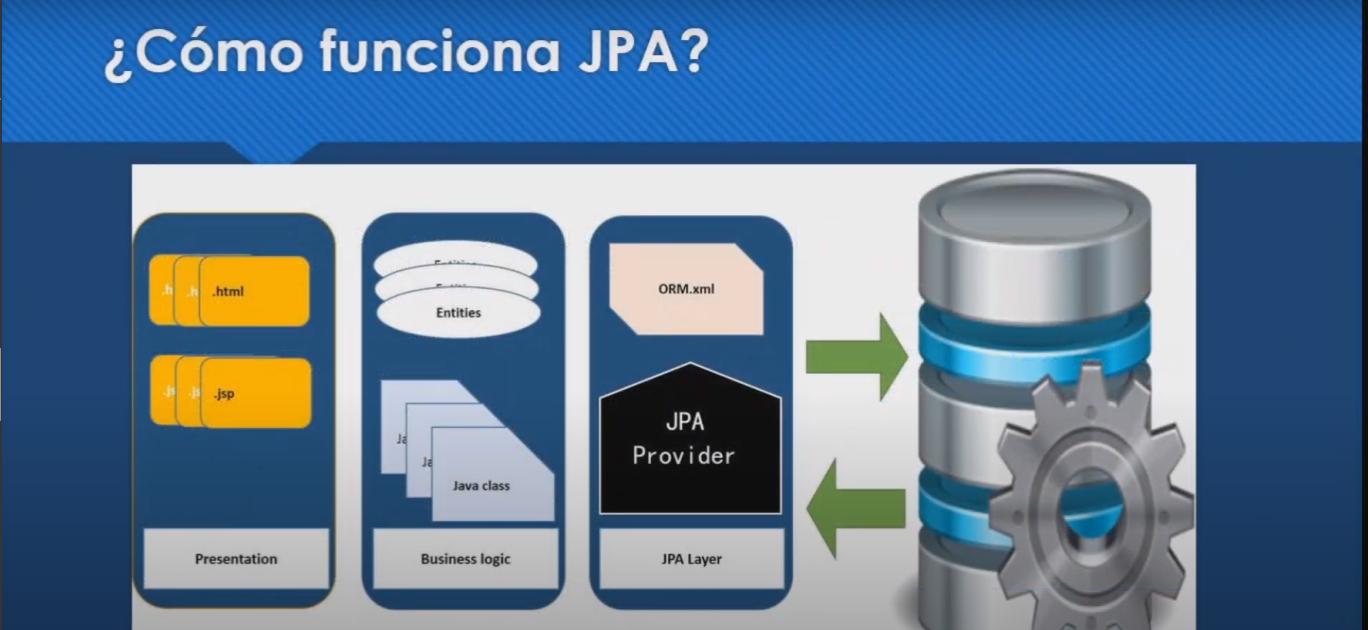 ¿Cómo funciona JPA?
.html
.jsp
Presentation
Entities
Java class
Business logic
ORM.xml
JPA
Provider
JPA Layer